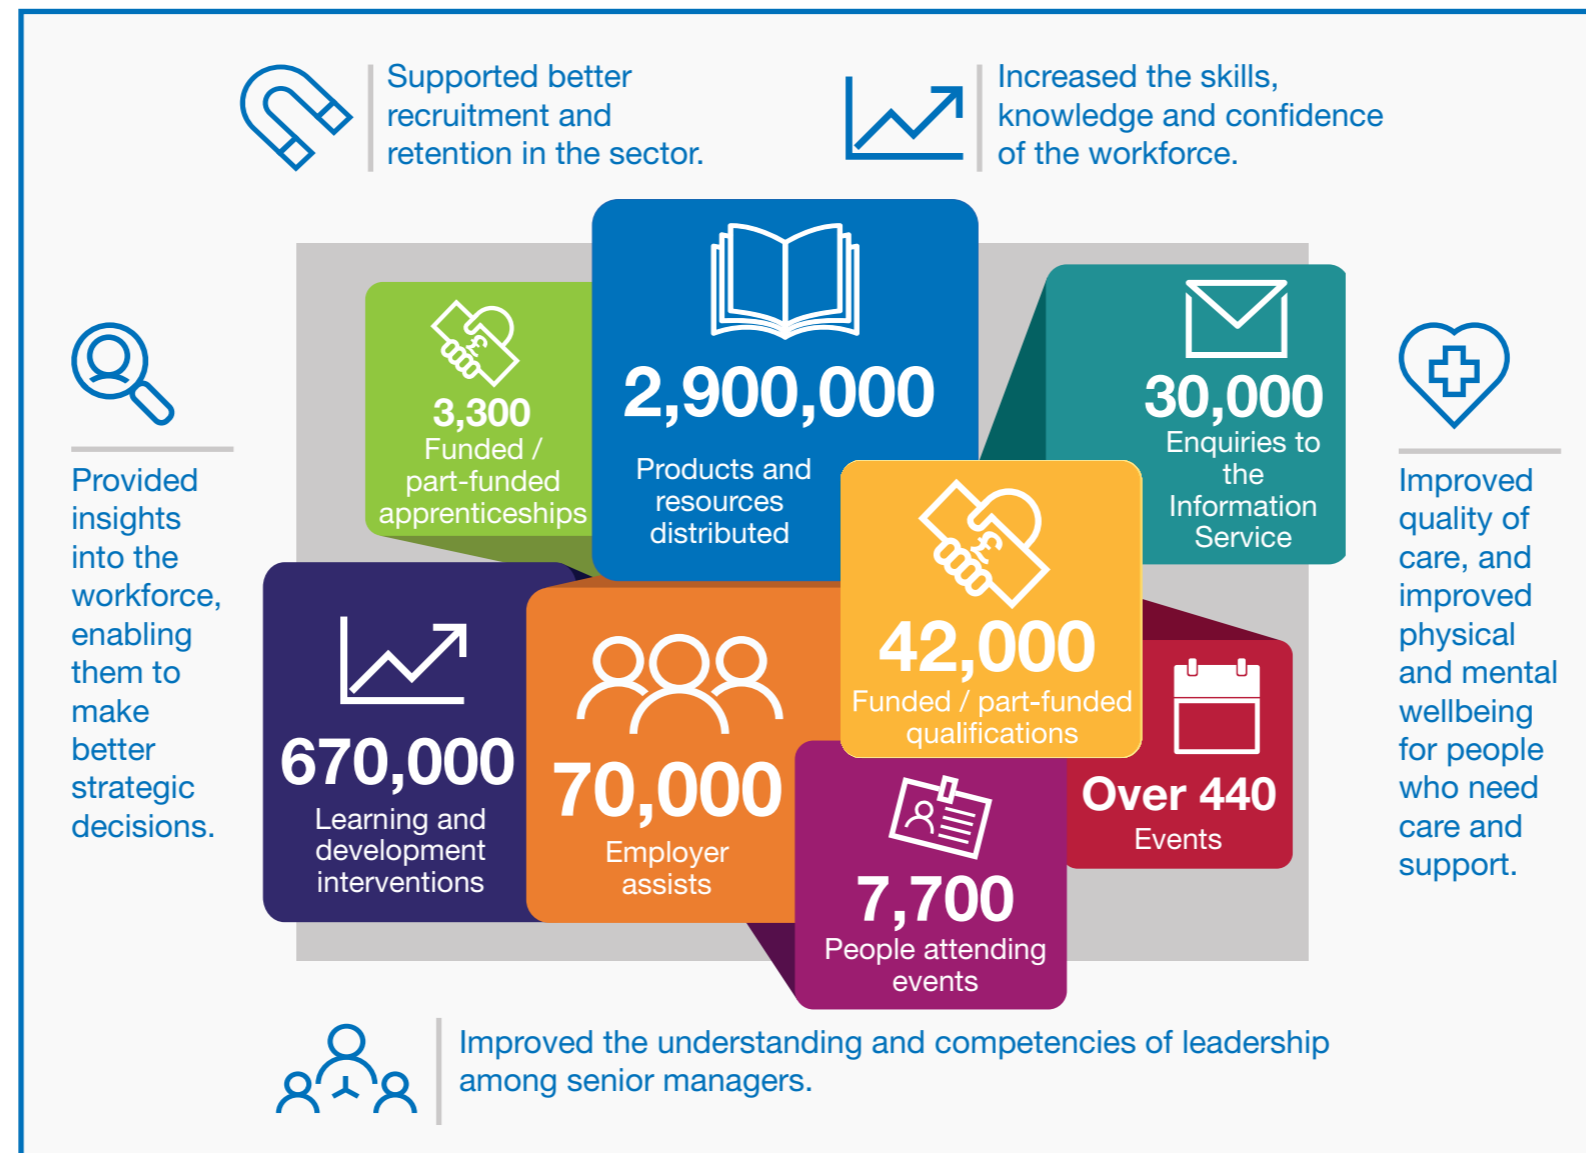 Supported better
recruitment and
retention in the sector.
Increased the skills,
knowledge and confidence
of the workforce.
Provided
insights
into the
workforce,
enabling
them to
make
better
strategic
decisions.
3,300
Funded /
part-funded
apprenticeships
2,900,000
Products and
resources
distributed
30,000
Enquiries to
the
Information
Service
£
42,000
Funded / part-funded
qualifications
670,000
Learning and
development
interventions
70,000
Employer
assists
7,700
People attending
events
Over 440
Events
Improved
quality of
care, and
improved
physical
and mental
wellbeing
for people
who need
care and
support.
Improved the understanding and competencies of leadership
among senior managers.